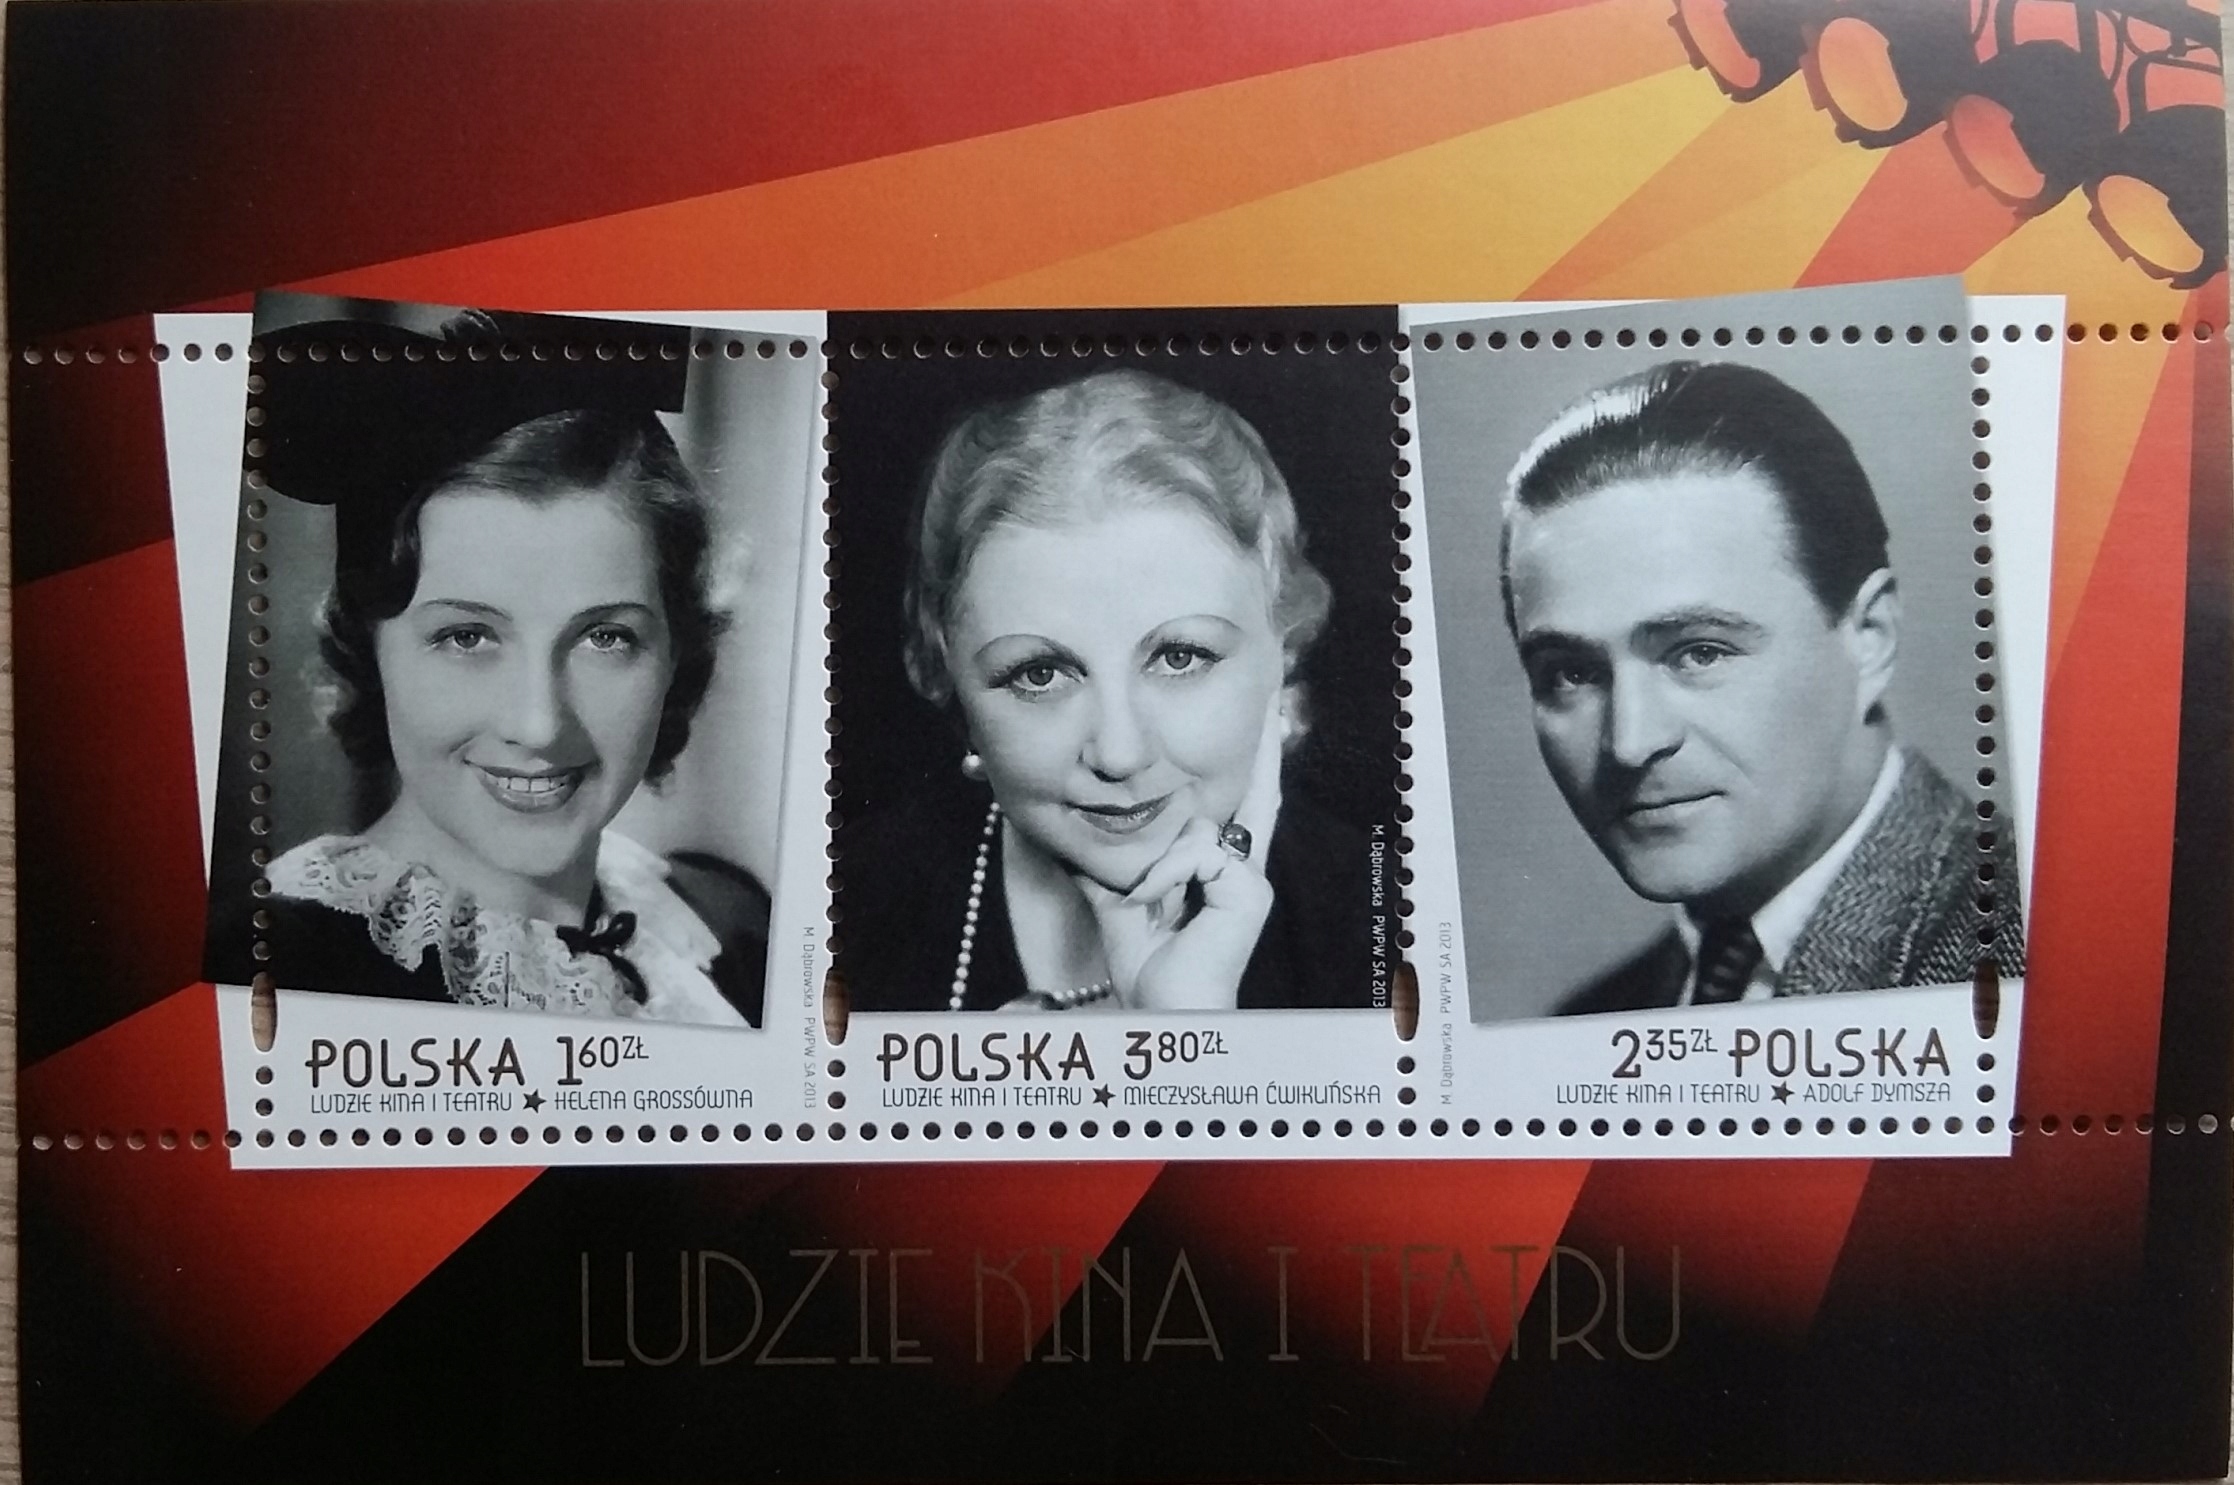 POLSKA 1 60 ZŁ
LUDZIE KINA I TEATRU ★ HELENA GROSSÓWNA
M. Dąbrowska PWPW SA 2013
POLSKA 3 80 ZŁ
LUDZIE KINA I TEATRU ★ MIECZYSŁAWA ĆWIKLIŃSKA
M. Dąbrowska PWPW SA 2013
2 35 ZŁ POLSKA
LUDZIE KINA I TEATRU ★ ADOLF DYMSZA
M. Dąbrowska PWPW SA 2013
LUDZIE KINA I TEATRU